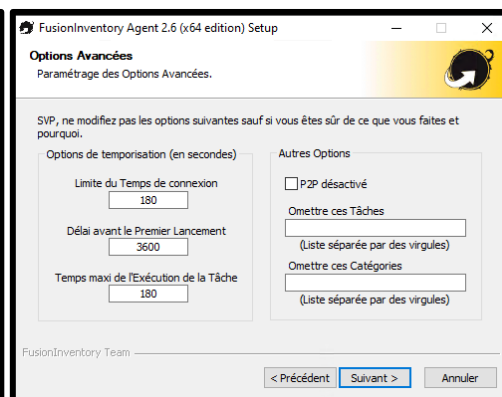 FusionInventory Agent 2.6 (x64 edition) Setup
Options Avancées
Paramétrage des Options Avancées.
SVP, ne modifiez pas les options suivantes sauf si vous êtes sûr de ce que vous faites et
pourquoi.
Options de temporisation (en secondes)
Limite du Temps de connexion
180
Délai avant le Premier Lancement
3600
Temps maxi de l'Exécution de la Tâche
180
Autres Options
P2P désactivé
Omettre ces Tâches
(Liste séparée par des virgules)
Omettre ces Catégories
(Liste séparée par des virgules)
FusionInventory Team
< Précédent
Suivant >
Annuler